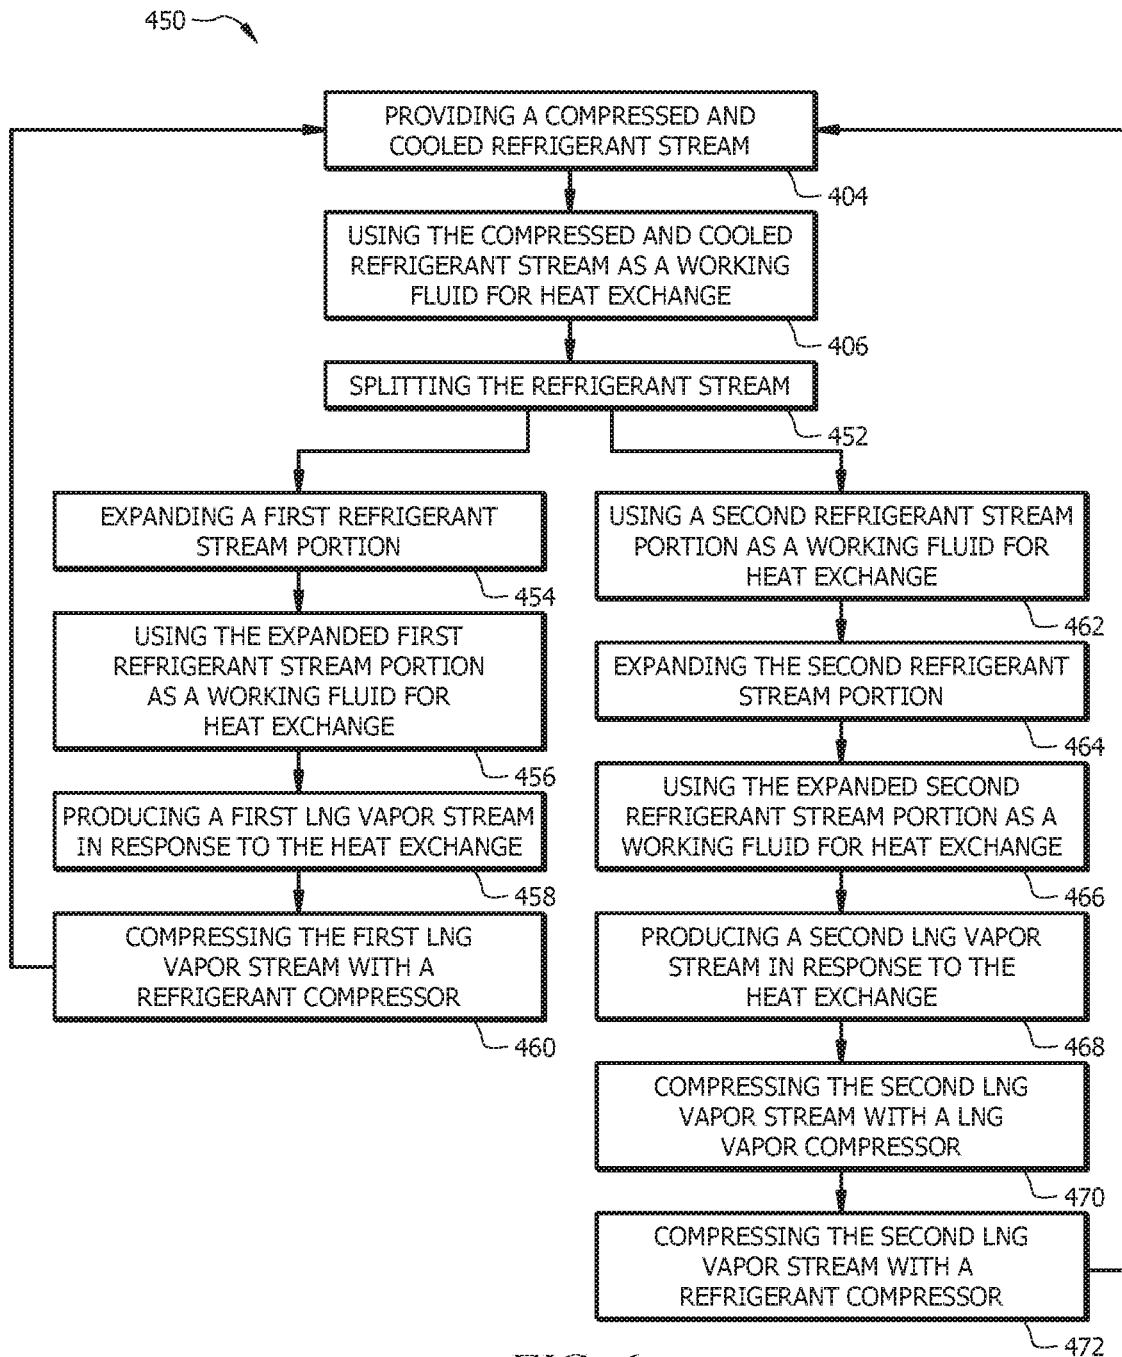 450
PROVIDING A COMPRESSED AND
COOLED REFRIGERANT STREAM
404
USING THE COMPRESSED AND COOLED
REFRIGERANT STREAM AS A WORKING
FLUID FOR HEAT EXCHANGE
406
SPLITTING THE REFRIGERANT STREAM
452
EXPANDING A FIRST REFRIGERANT
STREAM PORTION
454
USING THE EXPANDED FIRST
REFRIGERANT STREAM PORTION
AS A WORKING FLUID FOR
HEAT EXCHANGE
456
PRODUCING A FIRST LNG VAPOR STREAM
IN RESPONSE TO THE HEAT EXCHANGE
458
COMPRESSING THE FIRST LNG
VAPOR STREAM WITH A
REFRIGERANT COMPRESSOR
460
USING A SECOND REFRIGERANT STREAM
PORTION AS A WORKING FLUID FOR
HEAT EXCHANGE
462
EXPANDING THE SECOND REFRIGERANT
STREAM PORTION
464
USING THE EXPANDED SECOND
REFRIGERANT STREAM PORTION AS A
WORKING FLUID FOR HEAT EXCHANGE
466
PRODUCING A SECOND LNG VAPOR
STREAM IN RESPONSE TO THE
HEAT EXCHANGE
468
COMPRESSING THE SECOND LNG
VAPOR STREAM WITH A LNG
VAPOR COMPRESSOR
470
COMPRESSING THE SECOND LNG
VAPOR STREAM WITH A
REFRIGERANT COMPRESSOR
472